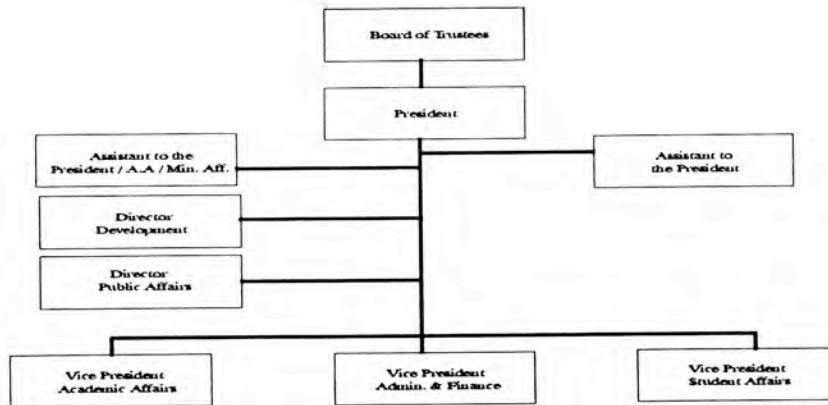 Board of Trustees
President
Assistant to the
President / A.A / Min. Aff.
Assistant to
the President
Director
Development
Director
Public Affairs
Vice President
Academic Affairs
Vice President
Admin. & Finance
Vice President
Student Affairs